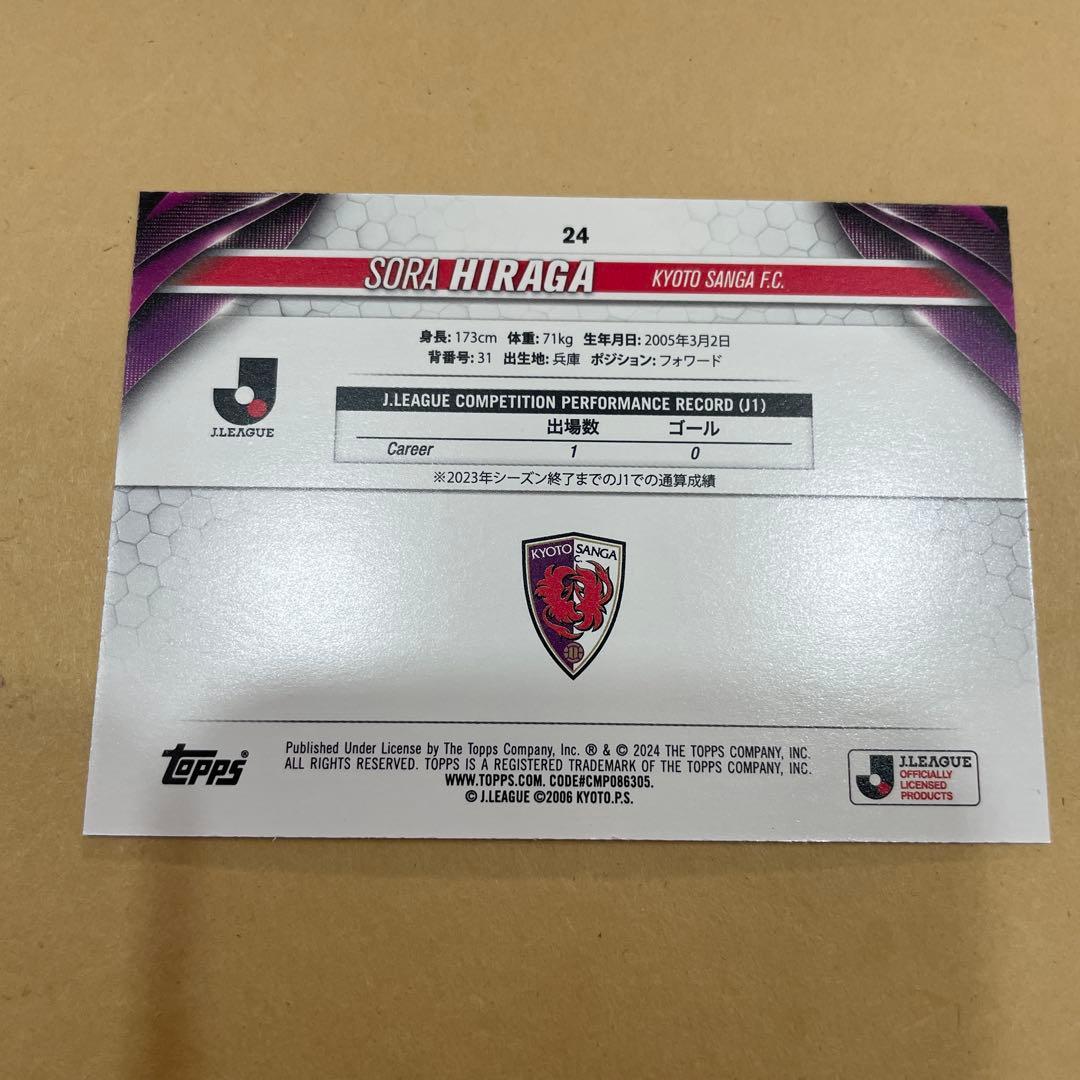 24
SORA HIRAGA KYOTO SANGA F.C.
身長: 173cm 体重: 71kg 生年月日: 2005年3月2日
背番号: 31 出生地: 兵庫 ポジション: フォワード
J.LEAGUE
J.LEAGUE COMPETITION PERFORMANCE RECORD (J1)
出場数 ゴール
Career 1 0
※2023年シーズン終了までのJ1での通算成績
KYOTO SANGA
F.C.
topps®
Published Under License by The Topps Company, Inc. ® & © 2024 THE TOPPS COMPANY, INC.
ALL RIGHTS RESERVED. TOPPS IS A REGISTERED TRADEMARK OF THE TOPPS COMPANY, INC.
WWW.TOPPS.COM. CODE#CMP086305.
© J.LEAGUE ©2006 KYOTO.P.S.
J.LEAGUE
OFFICIALLY
LICENSED
PRODUCTS